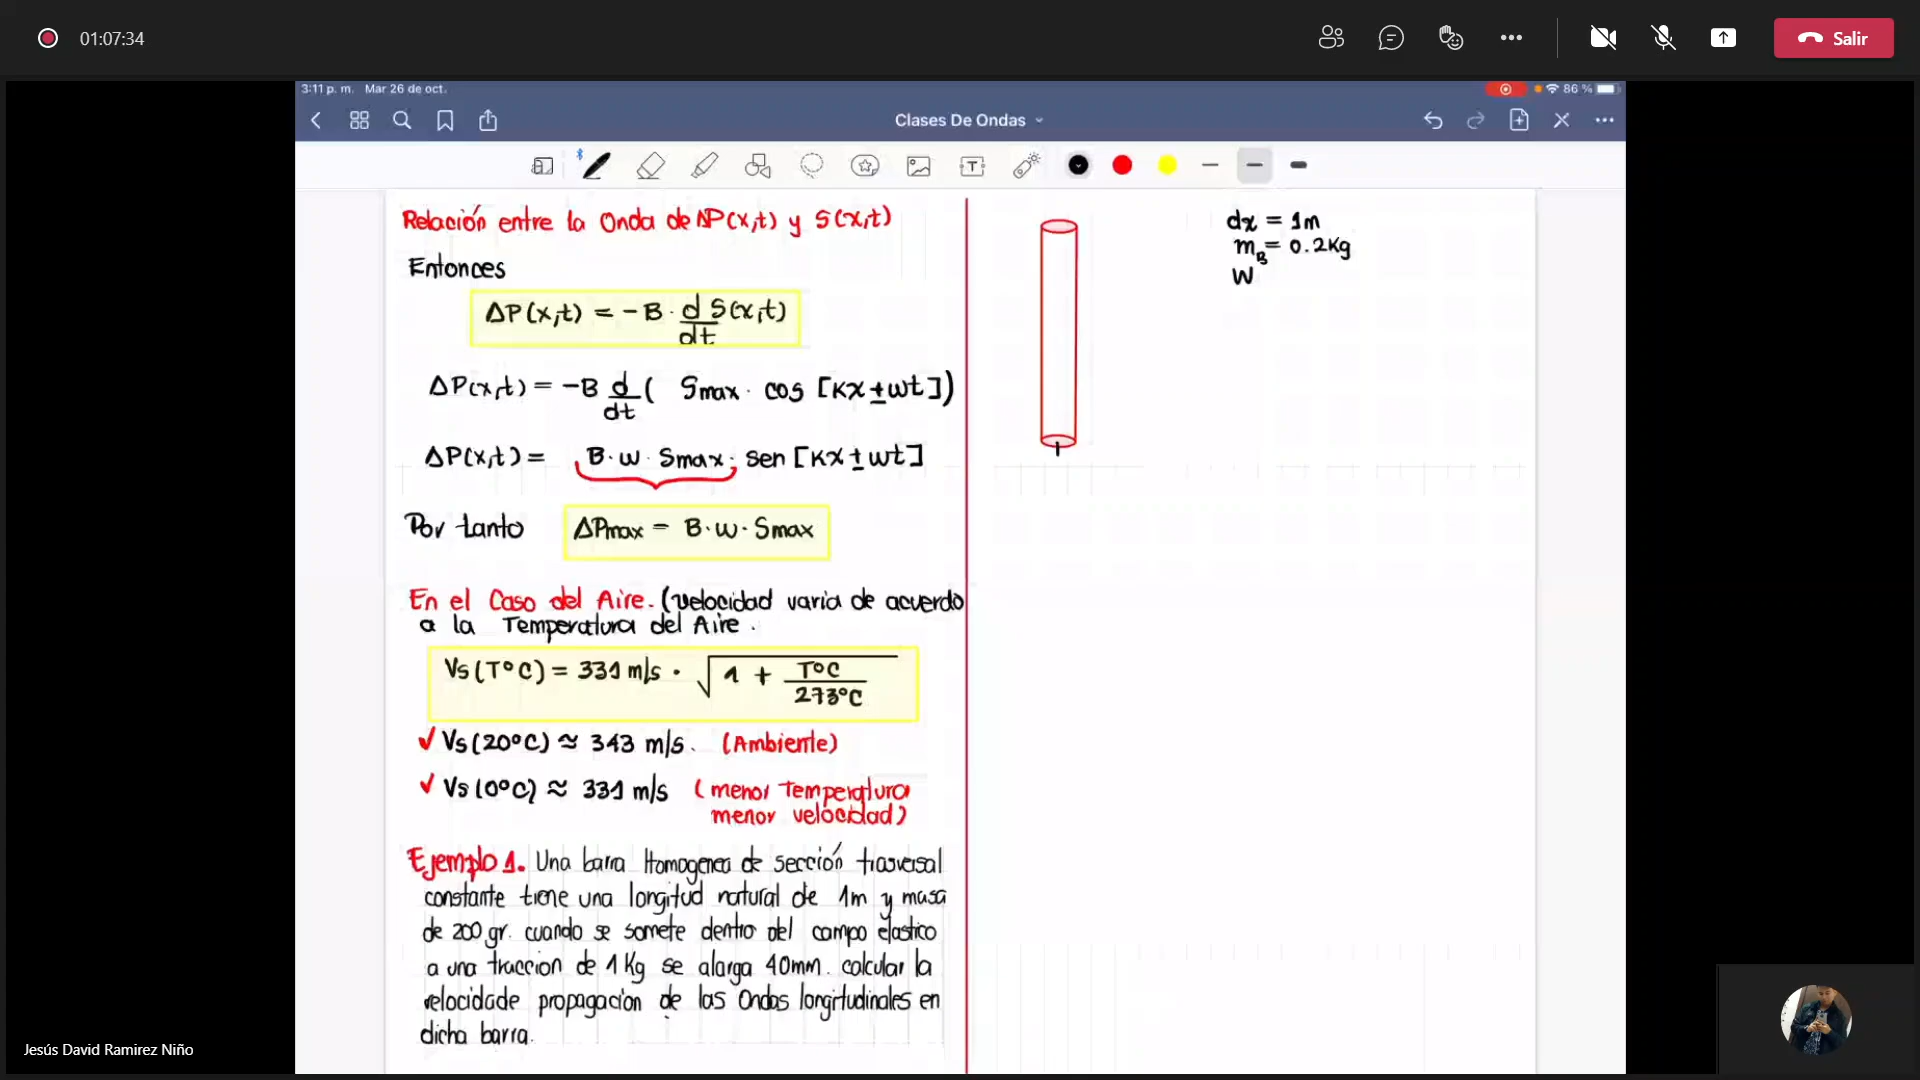 01:07:34
Salir
3:11 p. m. Mar 26 de oct.
86 %
Clases De Ondas
Relación entre la Onda de ΔP(x,t) y S(x,t)
Entonces
ΔP(x,t) = -B · d/dt S(x,t)
ΔP(x,t) = -B d/dt ( Smax · cos [kx ± wt])
ΔP(x,t) = B · w · Smax · sen [kx ± wt]
Por tanto ΔPmax = B·w·Smax
En el Caso del Aire. (velocidad varia de acuerdo
a la Temperatura del Aire.
Vs(T°C) = 331 m/s · √(1 + T°C/273°C)
✓ Vs(20°C) ≈ 343 m/s. (Ambiente)
✓ Vs(0°C) ≈ 331 m/s (menor Temperatura
menor velocidad)
Ejemplo 1. Una barra Homogenea de sección trasversal
constante tiene una longitud natural de 1m y masa
de 200 gr. cuando se somete dentro del campo elastico
a una traccion de 1 Kg se alarga 40mm. calcular la
velocidade propagacion de las Ondas longitudinales en
dicha barra.
dx = 1m
mB = 0.2Kg
W
Jesús David Ramirez Niño